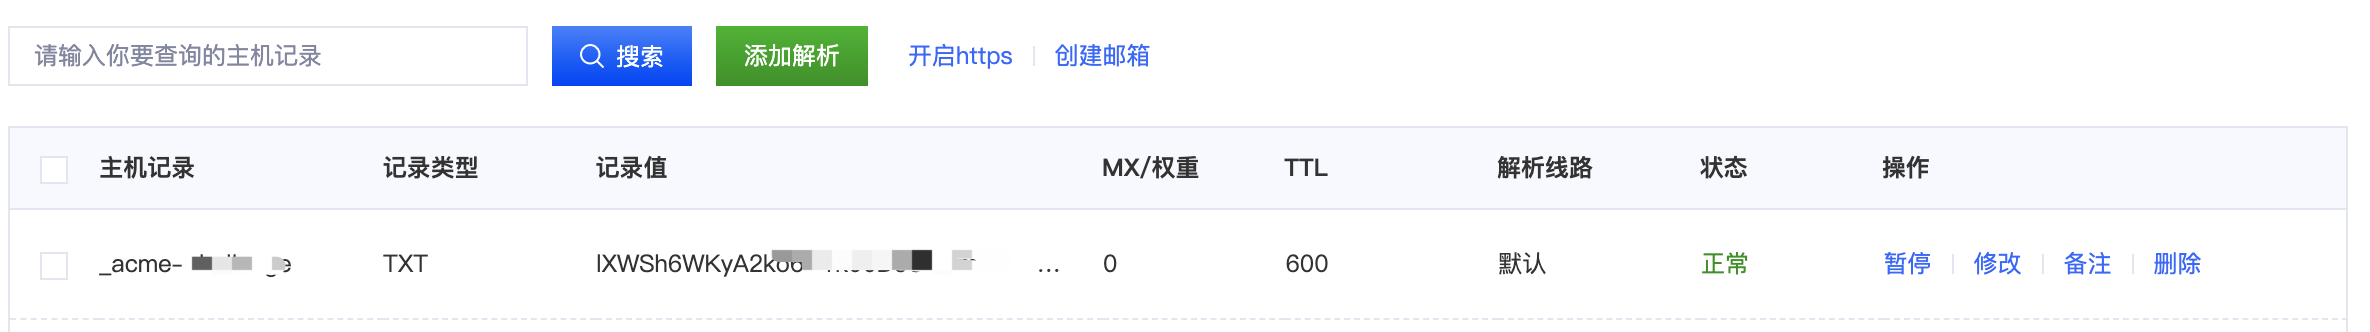 请输入你要查询的主机记录 搜索 添加解析 开启https 创建邮箱
主机记录 记录类型 记录值 MX/权重 TTL 解析线路 状态 操作
_acme- TXT ... 0 600 默认 正常 暂停 修改 备注 删除